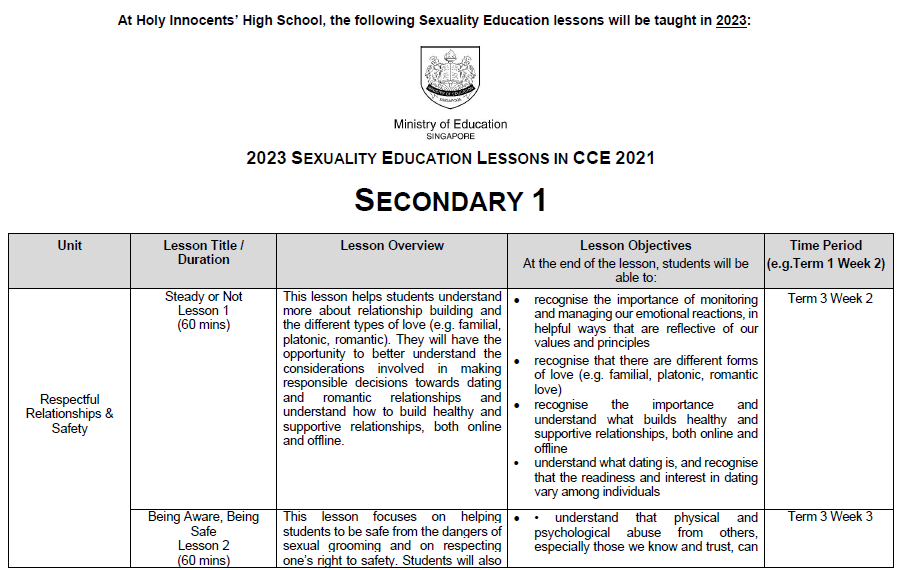 At Holy Innocents’ High School, the following Sexuality Education lessons will be taught in 2023:
Ministry of Education
SINGAPORE
2023 SEXUALITY EDUCATION LESSONS IN CCE 2021
SECONDARY 1
Unit
Lesson Title /
Duration
Lesson Overview
Lesson Objectives
At the end of the lesson, students will be
able to:
Time Period
(e.g.Term 1 Week 2)
Respectful
Relationships &
Safety
Steady or Not
Lesson 1
(60 mins)
This lesson helps students understand
more about relationship building and
the different types of love (e.g. familial,
platonic, romantic). They will have the
opportunity to better understand the
considerations involved in making
responsible decisions towards dating
and romantic relationships and
understand how to build healthy and
supportive relationships, both online
and offline.
• recognise the importance of monitoring
and managing our emotional reactions, in
helpful ways that are reflective of our
values and principles
• recognise that there are different forms
of love (e.g. familial, platonic, romantic
love)
• recognise the importance and
understand what builds healthy and
supportive relationships, both online and
offline
• understand what dating is, and recognise
that the readiness and interest in dating
vary among individuals
Term 3 Week 2
Being Aware, Being
Safe
Lesson 2
(60 mins)
This lesson focuses on helping
students to be safe from the dangers of
sexual grooming and on respecting
one’s right to safety. Students will also
• • understand that physical and
psychological abuse from others,
especially those we know and trust, can
Term 3 Week 3